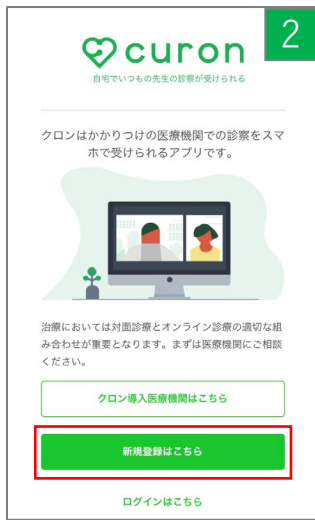 2
curon
自宅でいつもの先生の診察が受けられる
クロンはかかりつけの医療機関での診察をスマ
ホで受けられるアプリです。
治療においては対面診療とオンライン診療の適切な組
み合わせが重要となります。まずは医療機関にご相談
ください。
クロン導入医療機関はこちら
新規登録はこちら
ログインはこちら